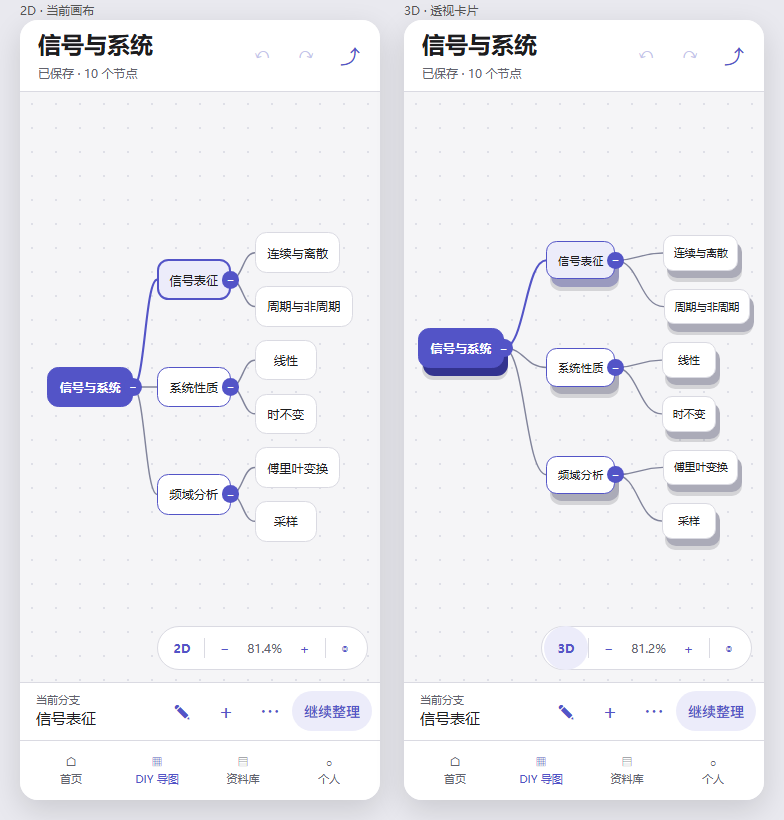 2D · 当前画布
信号与系统
已保存 · 10 个节点
信号与系统
信号表征
连续与离散
周期与非周期
系统性质
线性
时不变
频域分析
傅里叶变换
采样
2D − 81.4% +
当前分支
信号表征
继续整理
首页 DIY 导图 资料库 个人
3D · 透视卡片
信号与系统
已保存 · 10 个节点
信号与系统
信号表征
连续与离散
周期与非周期
系统性质
线性
时不变
频域分析
傅里叶变换
采样
3D − 81.2% +
当前分支
信号表征
继续整理
首页 DIY 导图 资料库 个人